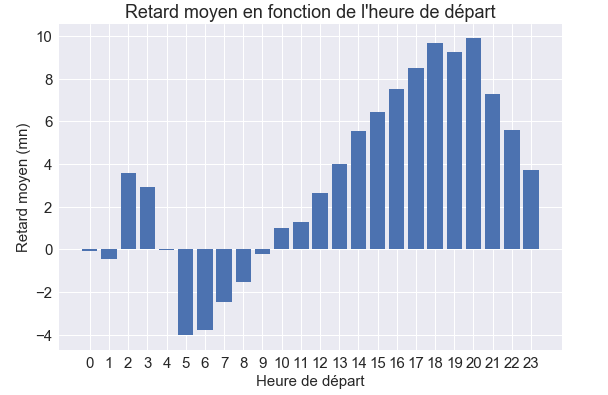 Retard moyen en fonction de l'heure de départ
10
8
6
4
2
0
−2
−4
Retard moyen (mn)
0 1 2 3 4 5 6 7 8 9 10 11 12 13 14 15 16 17 18 19 20 21 22 23
Heure de départ